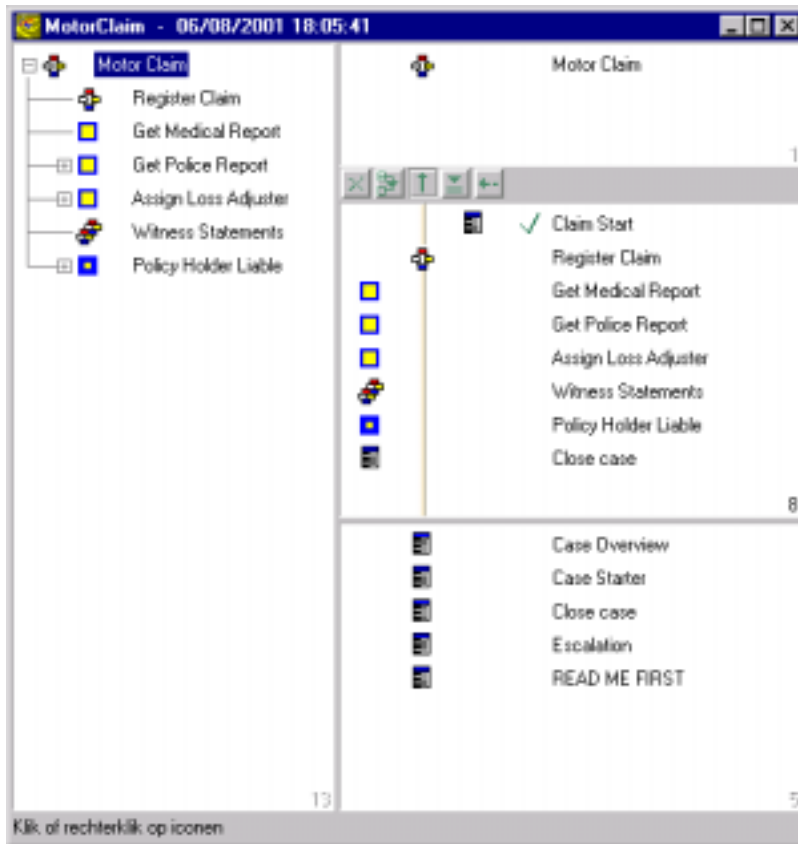 MotorClaim - 06/08/2001 18:05:41
Motor Claim
Register Claim
Get Medical Report
Get Police Report
Assign Loss Adjuster
Witness Statements
Policy Holder Liable
13
Motor Claim
1
Claim Start
Register Claim
Get Medical Report
Get Police Report
Assign Loss Adjuster
Witness Statements
Policy Holder Liable
Close case
8
Case Overview
Case Starter
Close case
Escalation
READ ME FIRST
5
Klik of rechterklik op iconen